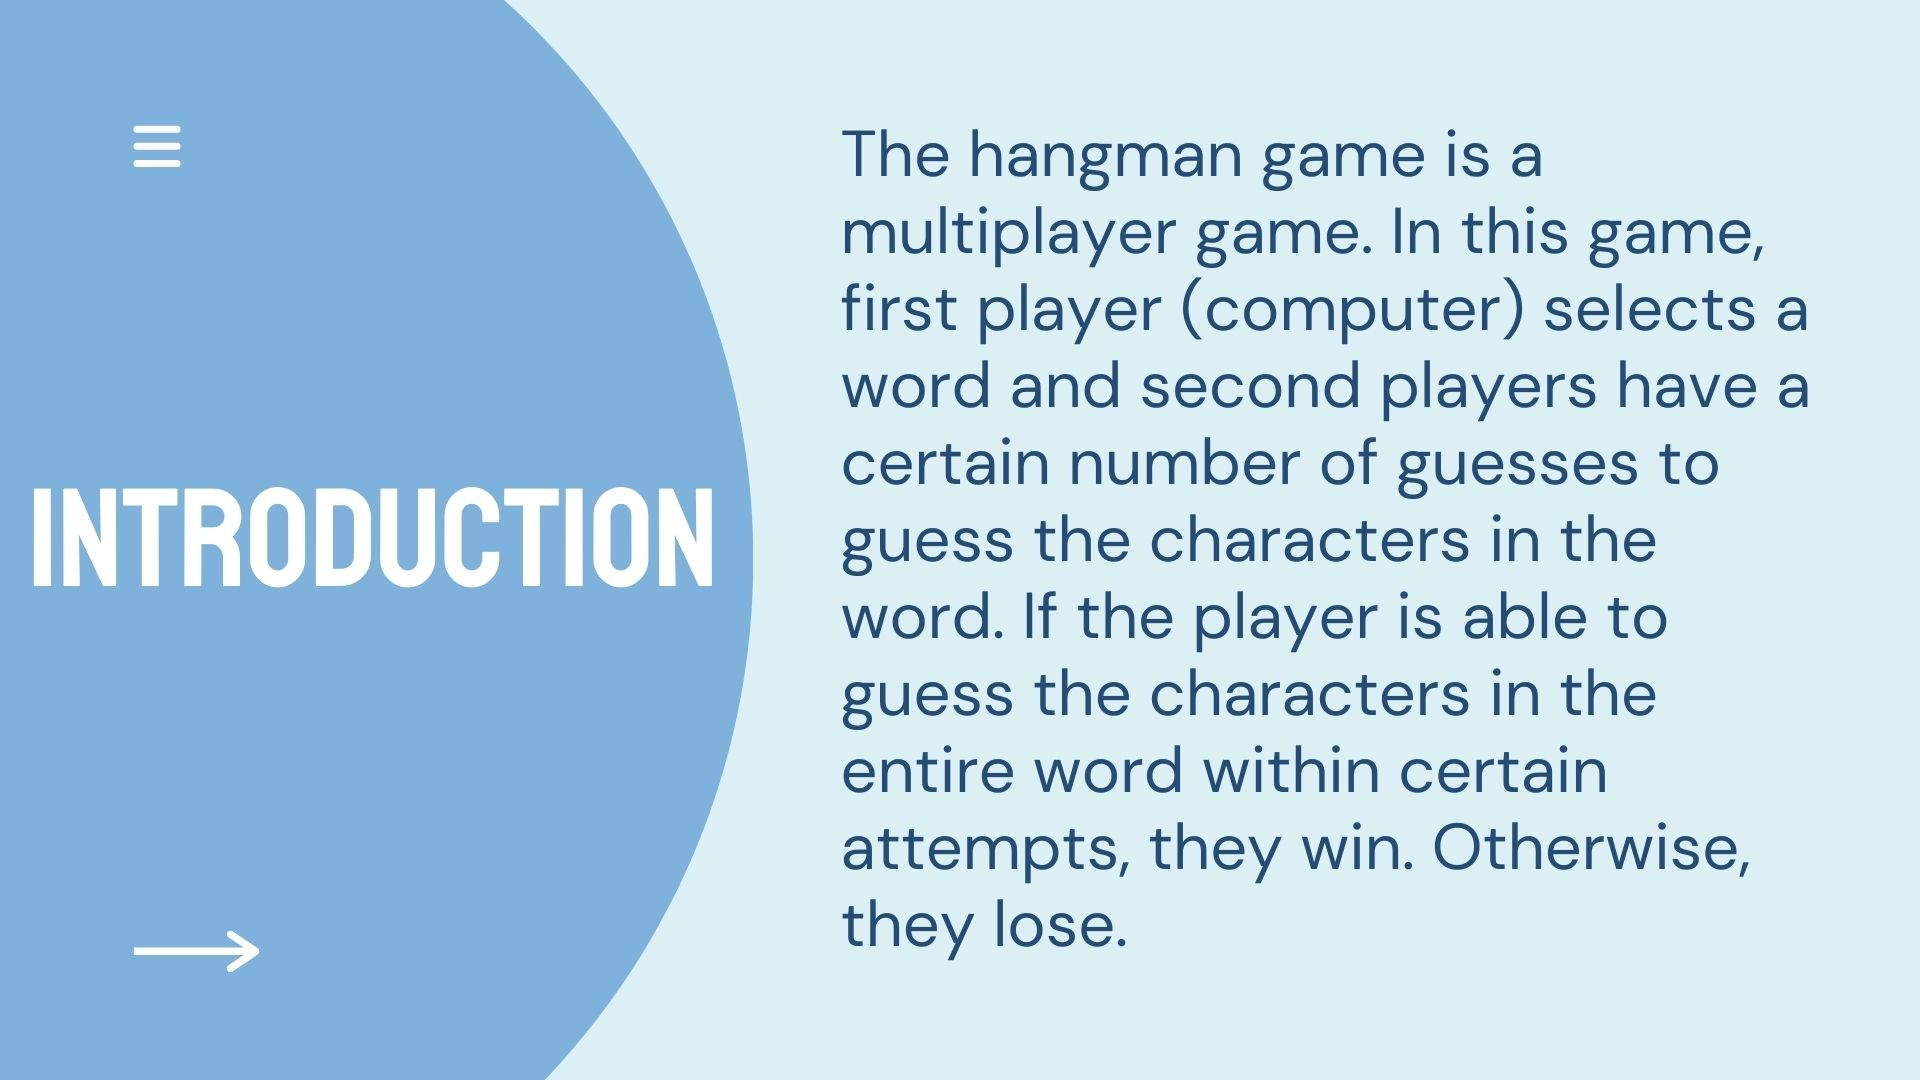 INTRODUCTION
The hangman game is a
multiplayer game. In this game,
first player (computer) selects a
word and second players have a
certain number of guesses to
guess the characters in the
word. If the player is able to
guess the characters in the
entire word within certain
attempts, they win. Otherwise,
they lose.